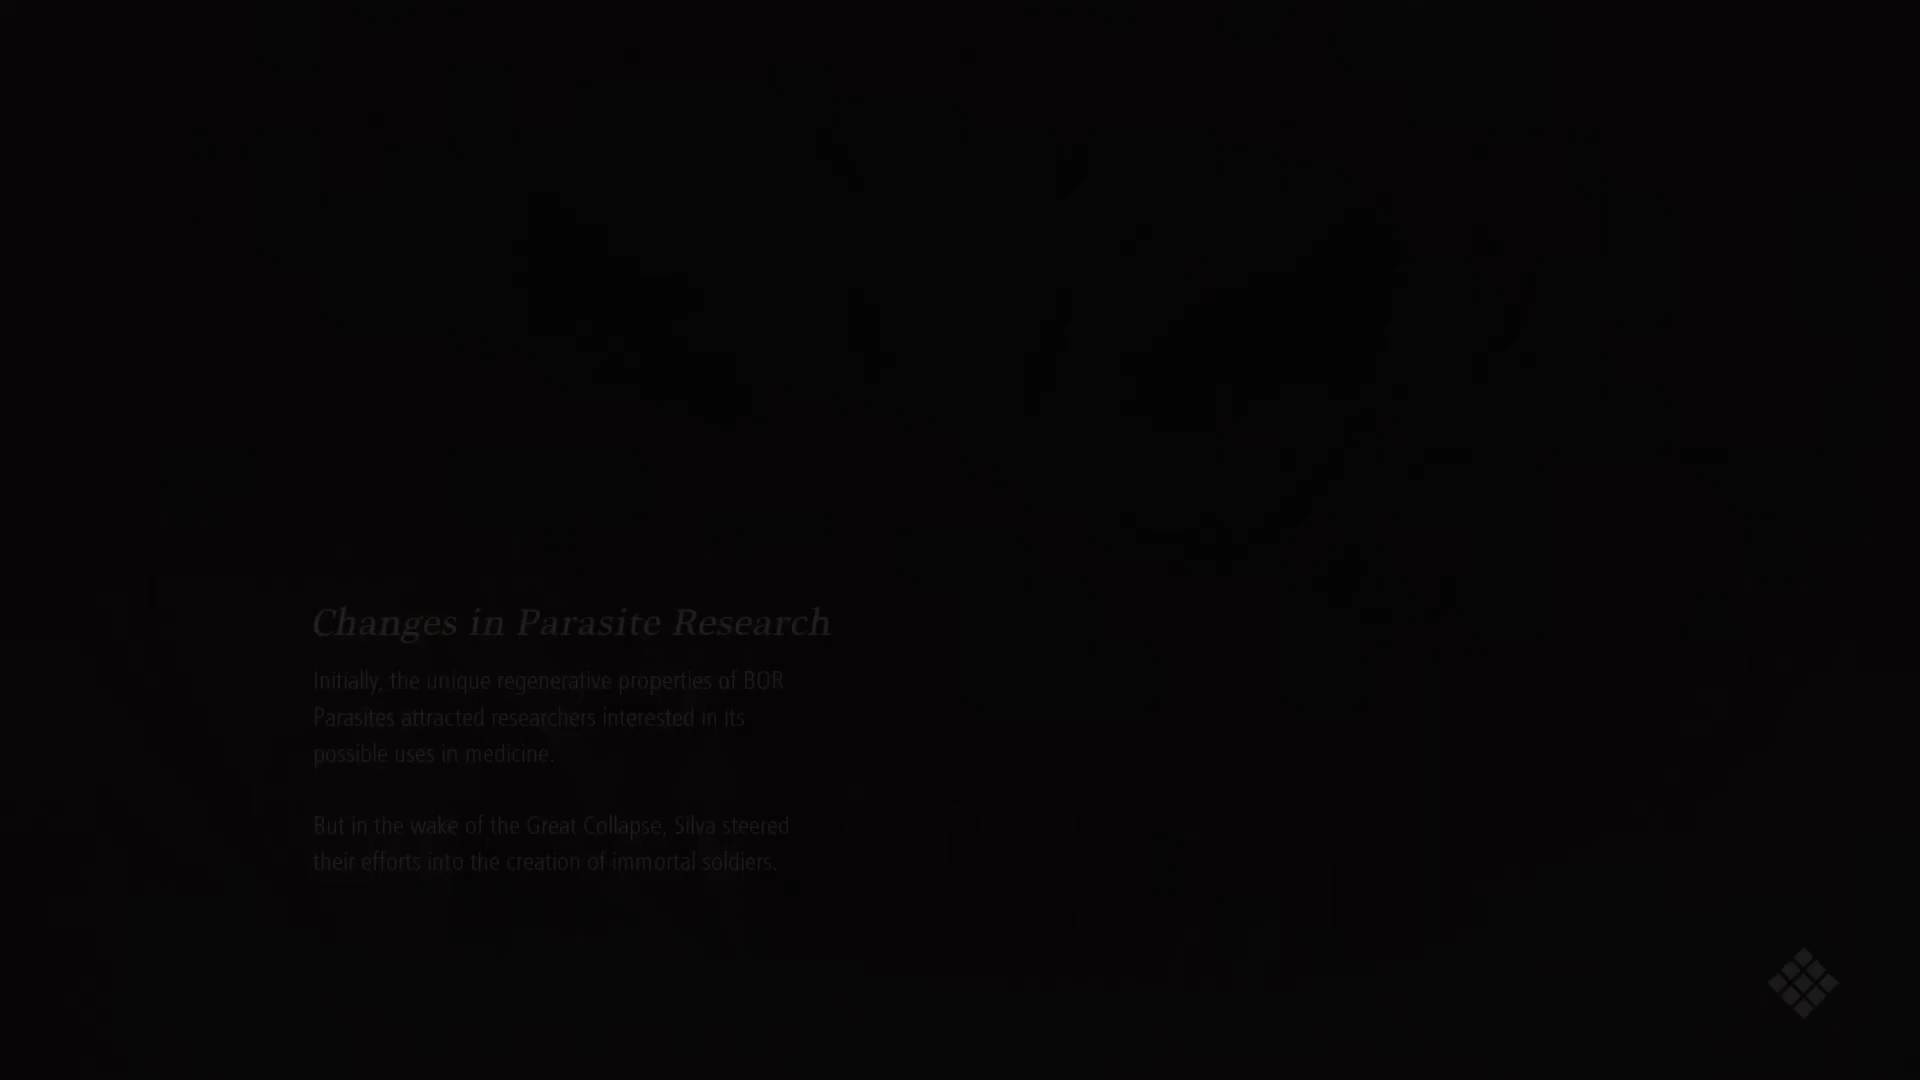 Changes in Parasite Research
Initially, the unique regenerative properties of BOR
Parasites attracted researchers interested in its
possible uses in medicine.
But in the wake of the Great Collapse, Silva steered
their efforts into the creation of immortal soldiers.